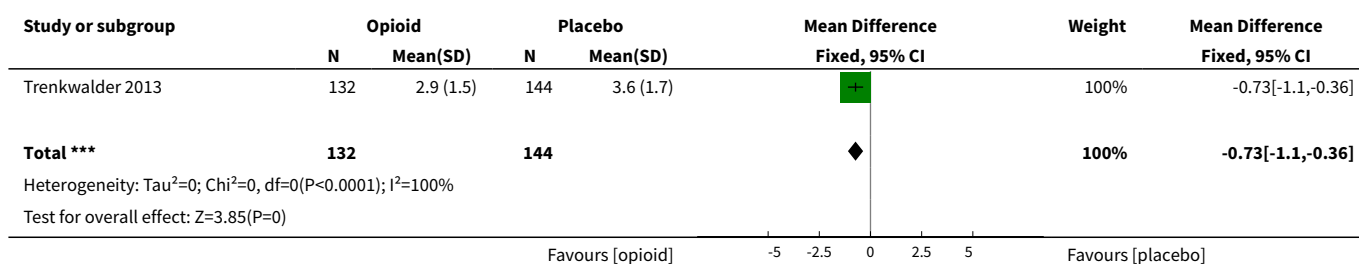 Study or subgroup Opioid Placebo Mean Difference Weight Mean Difference
N Mean(SD) N Mean(SD) Fixed, 95% CI Fixed, 95% CI
Trenkwalder 2013 132 2.9 (1.5) 144 3.6 (1.7) 100% -0.73[-1.1,-0.36]
Total *** 132 144 100% -0.73[-1.1,-0.36]
Heterogeneity: Tau²=0; Chi²=0, df=0(P<0.0001); I²=100%
Test for overall effect: Z=3.85(P=0)
Favours [opioid] -5 -2.5 0 2.5 5 Favours [placebo]